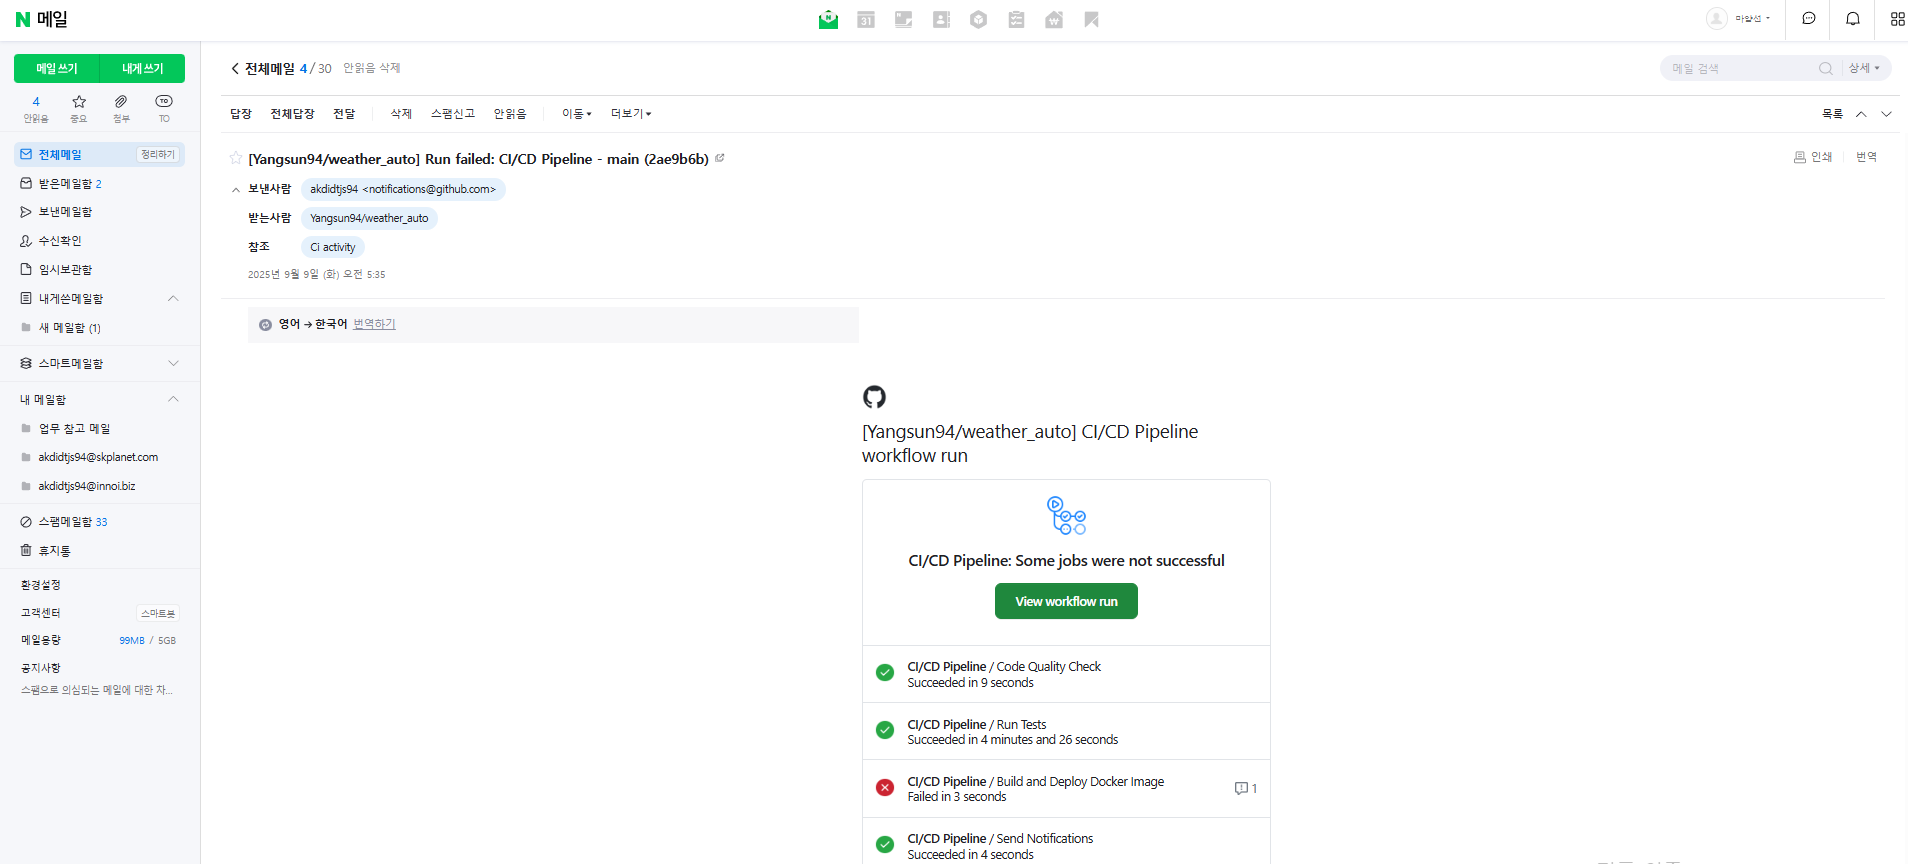 N 메일
31
마양선
메일 쓰기 내게 쓰기
4
안읽음 중요 첨부 TO
전체메일 정리하기
받은메일함 2
보낸메일함
수신확인
임시보관함
내게쓴메일함
새 메일함 (1)
스마트메일함
내 메일함
업무 참고 메일
akdidtjs94@skplanet.com
akdidtjs94@innoi.biz
스팸메일함 33
휴지통
환경설정
고객센터 스마트봇
메일용량 99MB / 5GB
공지사항
스팸으로 의심되는 메일에 대한 차...
전체메일 4 / 30 안읽음 삭제
메일 검색 상세
답장 전체답장 전달 삭제 스팸신고 안읽음 이동 더보기 목록
[Yangsun94/weather_auto] Run failed: CI/CD Pipeline - main (2ae9b6b) 인쇄 번역
보낸사람 akdidtjs94 <notifications@github.com>
받는사람 Yangsun94/weather_auto
참조 Ci activity
2025년 9월 9일 (화) 오전 5:35
영어 → 한국어 번역하기
[Yangsun94/weather_auto] CI/CD Pipeline
workflow run
CI/CD Pipeline: Some jobs were not successful
View workflow run
CI/CD Pipeline / Code Quality Check
Succeeded in 9 seconds
CI/CD Pipeline / Run Tests
Succeeded in 4 minutes and 26 seconds
CI/CD Pipeline / Build and Deploy Docker Image 1
Failed in 3 seconds
CI/CD Pipeline / Send Notifications
Succeeded in 4 seconds